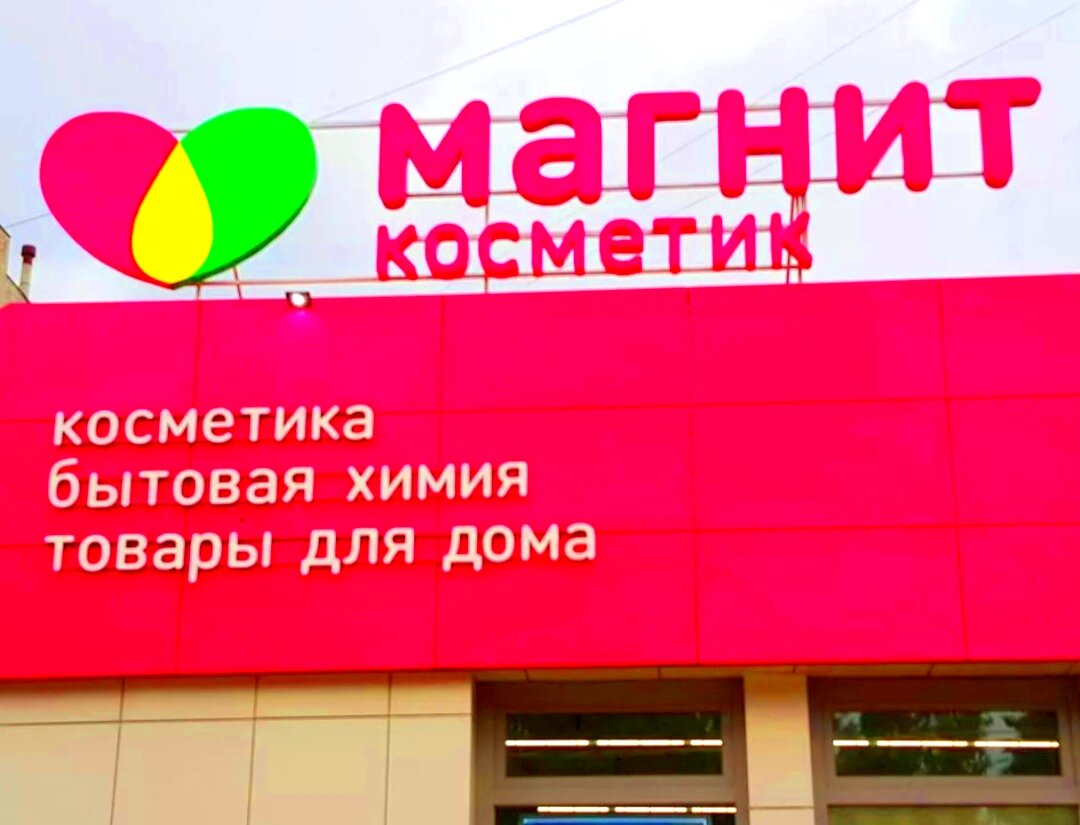 магнит
косметик
косметика
бытовая химия
товары для дома